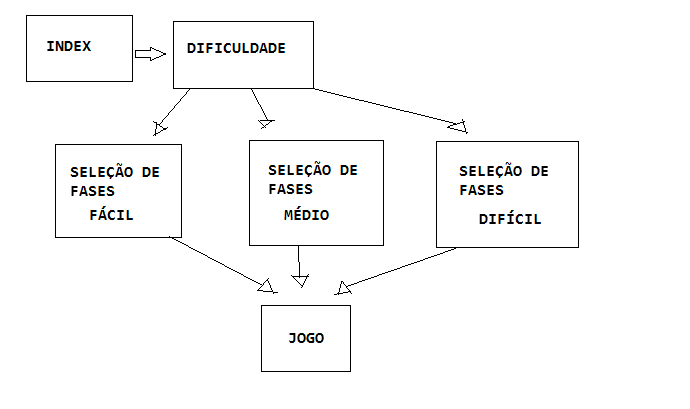 INDEX
DIFICULDADE
SELEÇÃO DE
FASES
FÁCIL
SELEÇÃO DE
FASES
MÉDIO
SELEÇÃO DE
FASES
DIFÍCIL
JOGO